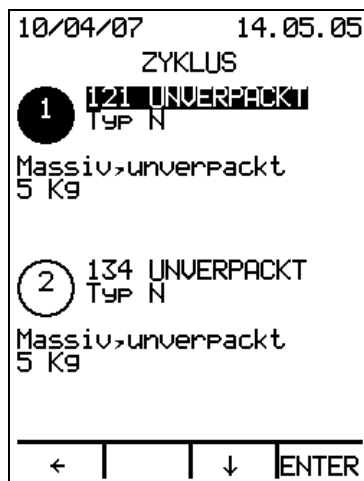 10/04/07 14.05.05
ZYKLUS
1 121 UNVERPACKT
Typ N
Massiv,unverpackt
5 Kg
2 134 UNVERPACKT
Typ N
Massiv,unverpackt
5 Kg
← ↓ ENTER